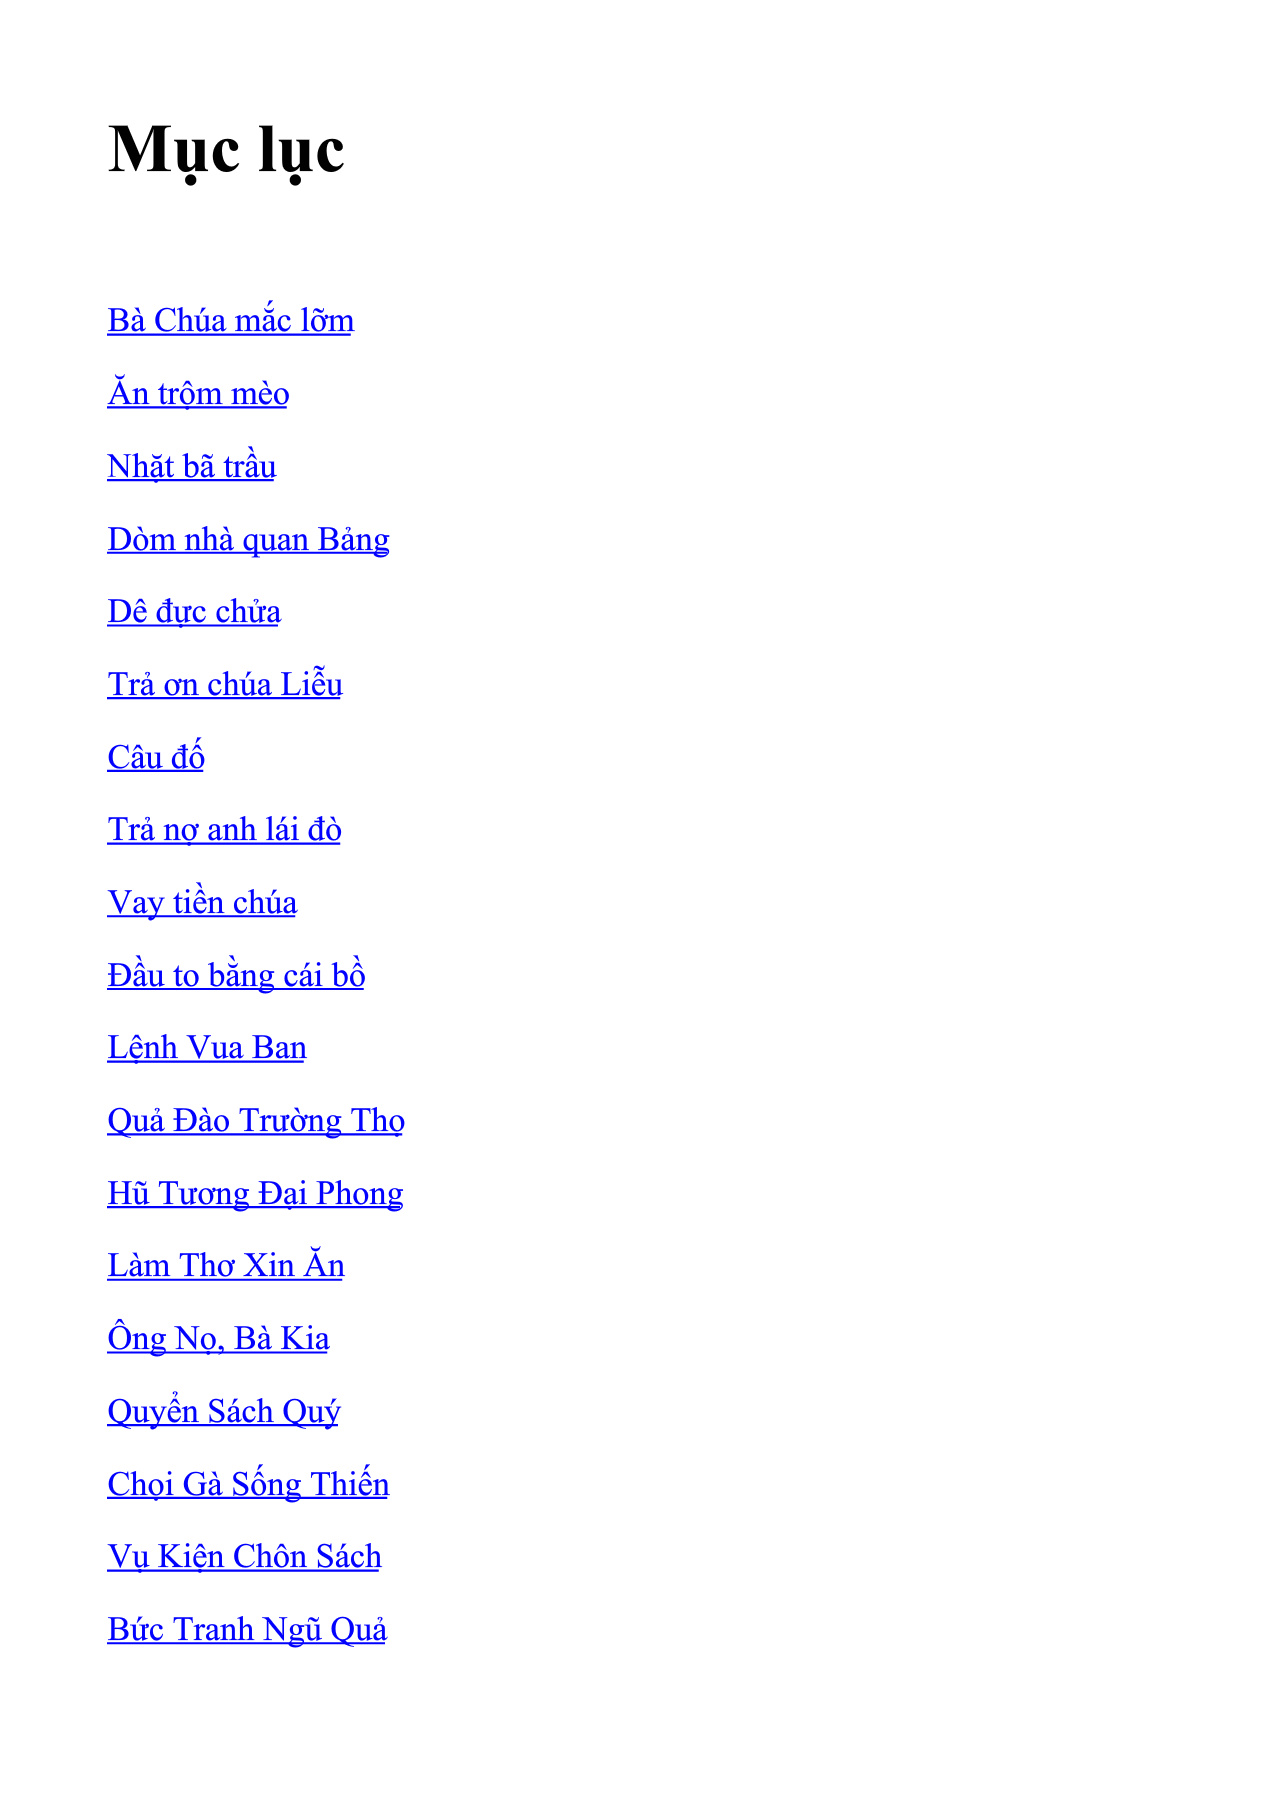 Mục lục
Bà Chúa mắc lỡm
Ăn trộm mèo
Nhặt bã trầu
Dòm nhà quan Bảng
Dê đực chửa
Trả ơn chúa Liễu
Câu đố
Trả nợ anh lái đò
Vay tiền chúa
Đầu to bằng cái bồ
Lệnh Vua Ban
Quả Đào Trường Thọ
Hũ Tương Đại Phong
Làm Thơ Xin Ăn
Ông Nọ, Bà Kia
Quyển Sách Quý
Chọi Gà Sống Thiến
Vụ Kiện Chôn Sách
Bức Tranh Ngũ Quả